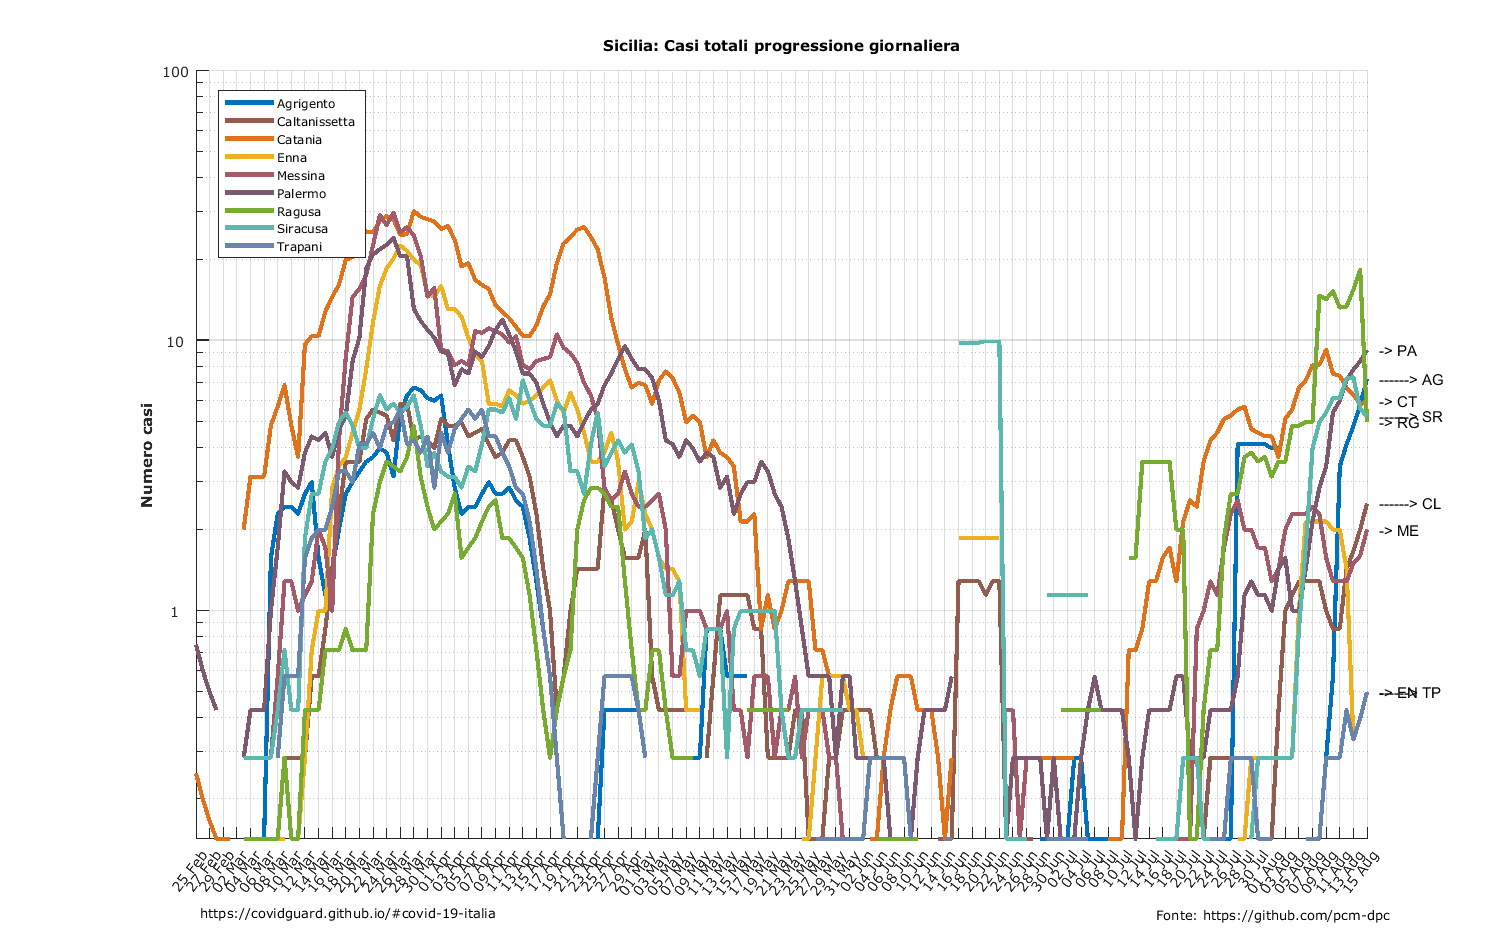 Sicilia: Casi totali progressione giornaliera
100
10
1
Numero casi
Agrigento
Caltanissetta
Catania
Enna
Messina
Palermo
Ragusa
Siracusa
Trapani
-> PA
------> AG
-> CT
------> SR
-> RG
------> CL
-> ME
-> EN
------> TP
25 Feb
27 Feb
29 Feb
02 Mar
04 Mar
06 Mar
08 Mar
10 Mar
12 Mar
14 Mar
16 Mar
18 Mar
20 Mar
22 Mar
24 Mar
26 Mar
28 Mar
30 Mar
01 Apr
03 Apr
05 Apr
07 Apr
09 Apr
11 Apr
13 Apr
15 Apr
17 Apr
19 Apr
21 Apr
23 Apr
25 Apr
27 Apr
29 Apr
01 May
03 May
05 May
07 May
09 May
11 May
13 May
15 May
17 May
19 May
21 May
23 May
25 May
27 May
29 May
31 May
02 Jun
04 Jun
06 Jun
08 Jun
10 Jun
12 Jun
14 Jun
16 Jun
18 Jun
20 Jun
22 Jun
24 Jun
26 Jun
28 Jun
30 Jun
02 Jul
04 Jul
06 Jul
08 Jul
10 Jul
12 Jul
14 Jul
16 Jul
18 Jul
20 Jul
22 Jul
24 Jul
26 Jul
28 Jul
30 Jul
01 Aug
03 Aug
05 Aug
07 Aug
09 Aug
11 Aug
13 Aug
15 Aug
https://covidguard.github.io/#covid-19-italia
Fonte: https://github.com/pcm-dpc